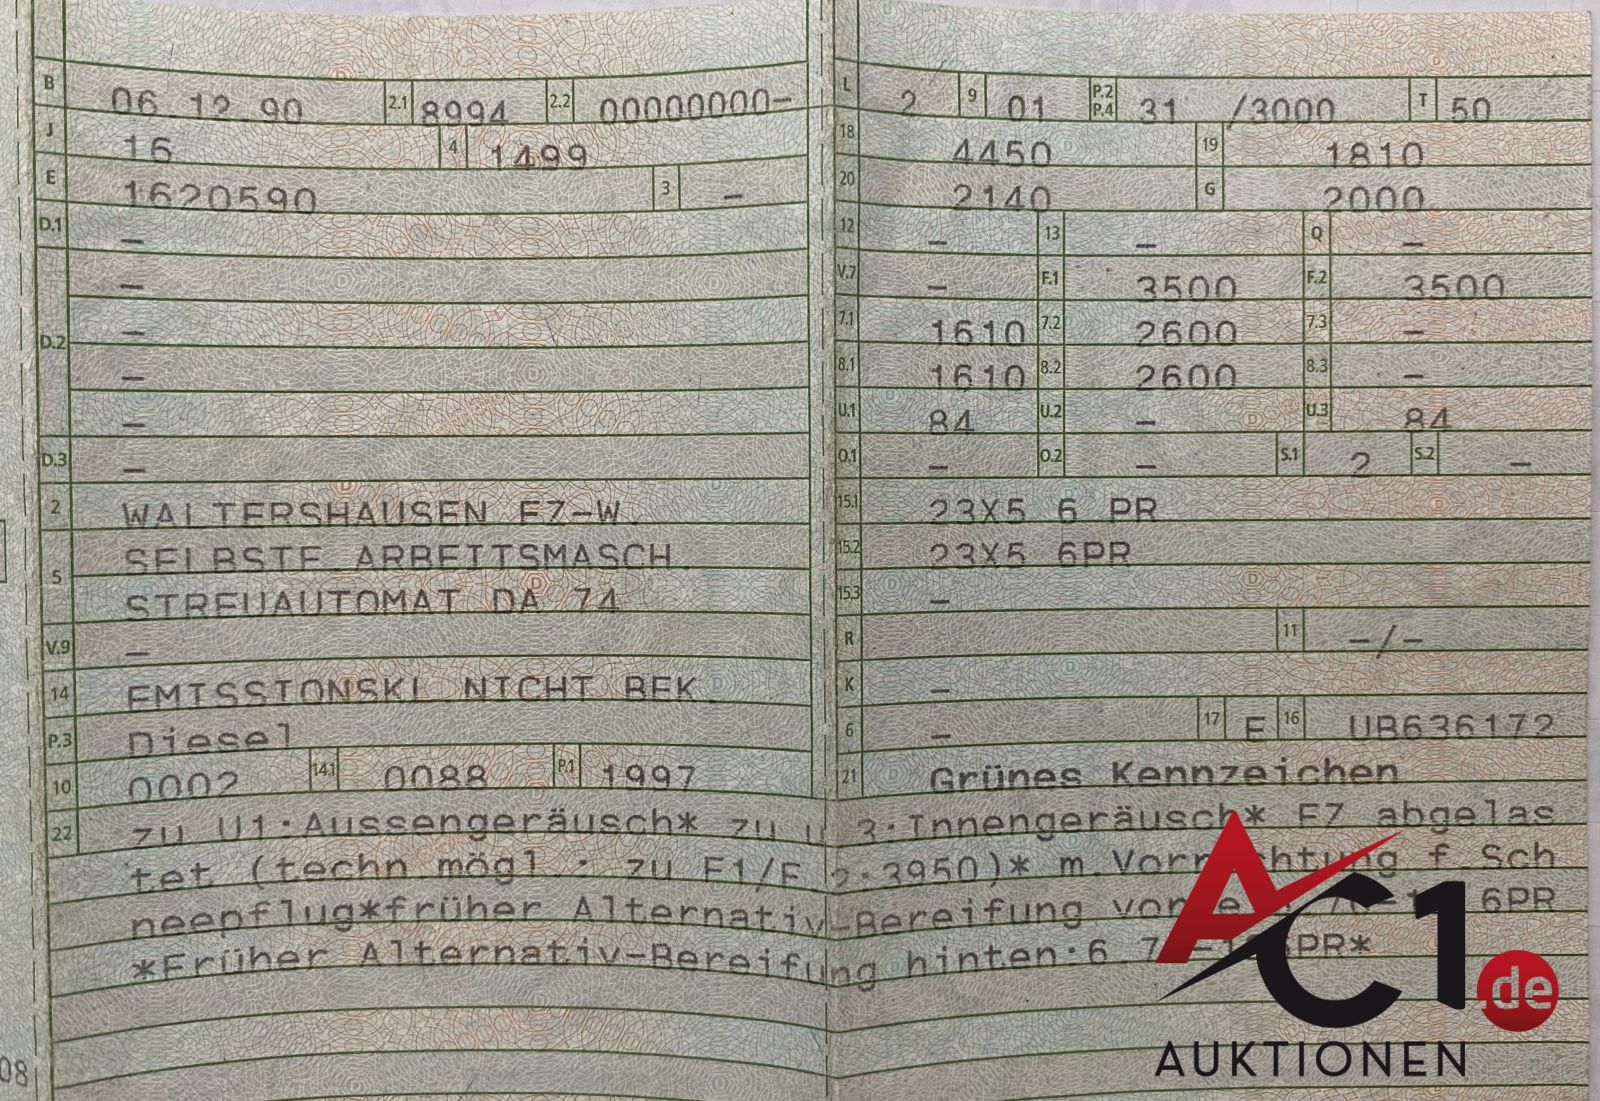 B 06.12.90 2.1 8994 2.2 00000000-
J 16 4 1499
E 1620590 3 -
D.1 -
-
D.2 -
-
-
D.3 -
2 WALTERSHAUSEN FZ-W.
5 SELBSTF.ARBEITSMASCH.
STREUAUTOMAT DA 74
V.9 -
14 EMISSIONSKL.NICHT BEK.
P.3 Diesel
10 0002 14.1 0088 P.1 1997
L 2 9 01 P.2 P.4 31 /3000 T 50
18 4450 19 1810
20 2140 G 2000
12 - 13 - Q -
V.7 - F.1 3500 F.2 3500
7.1 1610 7.2 2600 7.3 -
8.1 1610 8.2 2600 8.3 -
U.1 84 U.2 - U.3 84
O.1 - O.2 - S.1 2 S.2 -
15.1 23X5 6 PR
15.2 23X5 6PR
15.3 -
R 11 -/-
K -
6 - 17 E 16 UB636172
21 Grünes Kennzeichen
22 zu U1:Aussengeräusch* zu U 3:Innengeräusch* FZ abgelas
tet (techn.mögl.: zu F1/F 2:3950)* m.Vorrichtung f.Sch
neepflug*früher Alternativ-Bereifung 6PR
*Früher Alternativ-Bereifung hinten:6 PR*
08
AC1.de
AUKTIONEN